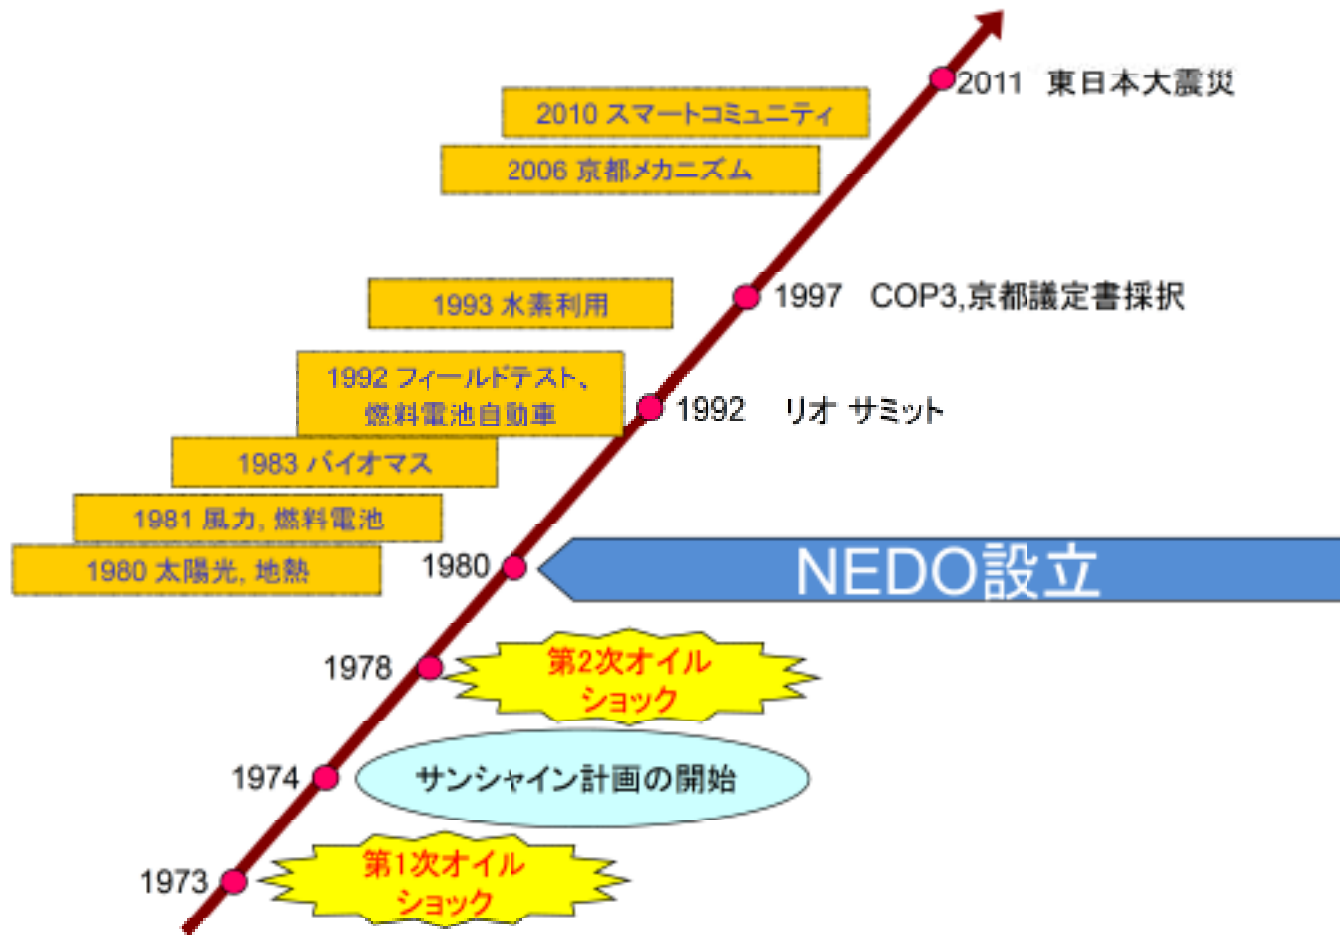 2011 東日本大震災
2010 スマートコミュニティ
2006 京都メカニズム
1997 COP3,京都議定書採択
1993 水素利用
1992 フィールドテスト、
燃料電池自動車
1992 リオ サミット
1983 バイオマス
1981 風力, 燃料電池
1980 太陽光, 地熱
1980
NEDO設立
1978
第2次オイル
ショック
1974
サンシャイン計画の開始
1973
第1次オイル
ショック